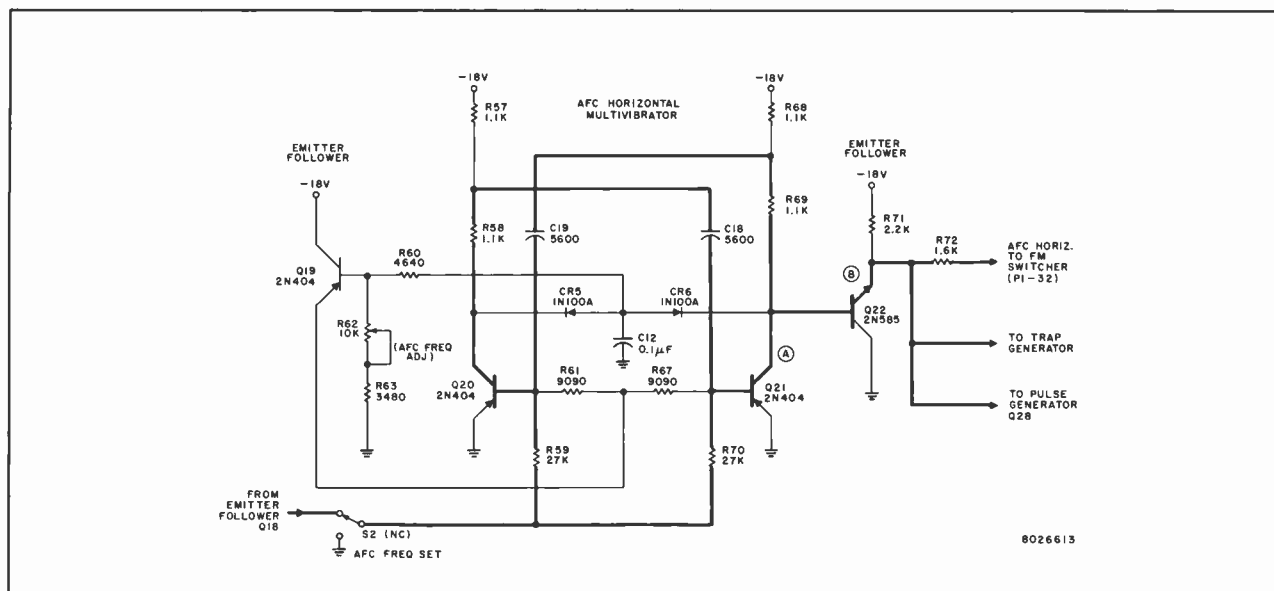 -18V
R57
1.1K
AFC HORIZONTAL
MULTIVIBRATOR
-18V
R68
1.1K
EMITTER
FOLLOWER
-18V
EMITTER
FOLLOWER
-18V
R71
2.2K
R58
1.1K
C19
5600
C18
5600
R69
1.1K
R72
1.6K
AFC HORIZ.
TO FM
SWITCHER
(P1-32)
Q19
2N404
R60
4640
CR5
1N100A
CR6
1N100A
B
Q22
2N585
R62
10K
(AFC FREQ
ADJ)
C12
0.1µF
TO TRAP
GENERATOR
A
R63
3480
Q20
2N404
R61
9090
R67
9090
Q21
2N404
TO PULSE
GENERATOR
Q28
R59
27K
R70
27K
FROM
EMITTER
FOLLOWER
Q18
S2 (NC)
AFC FREQ SET
8026613